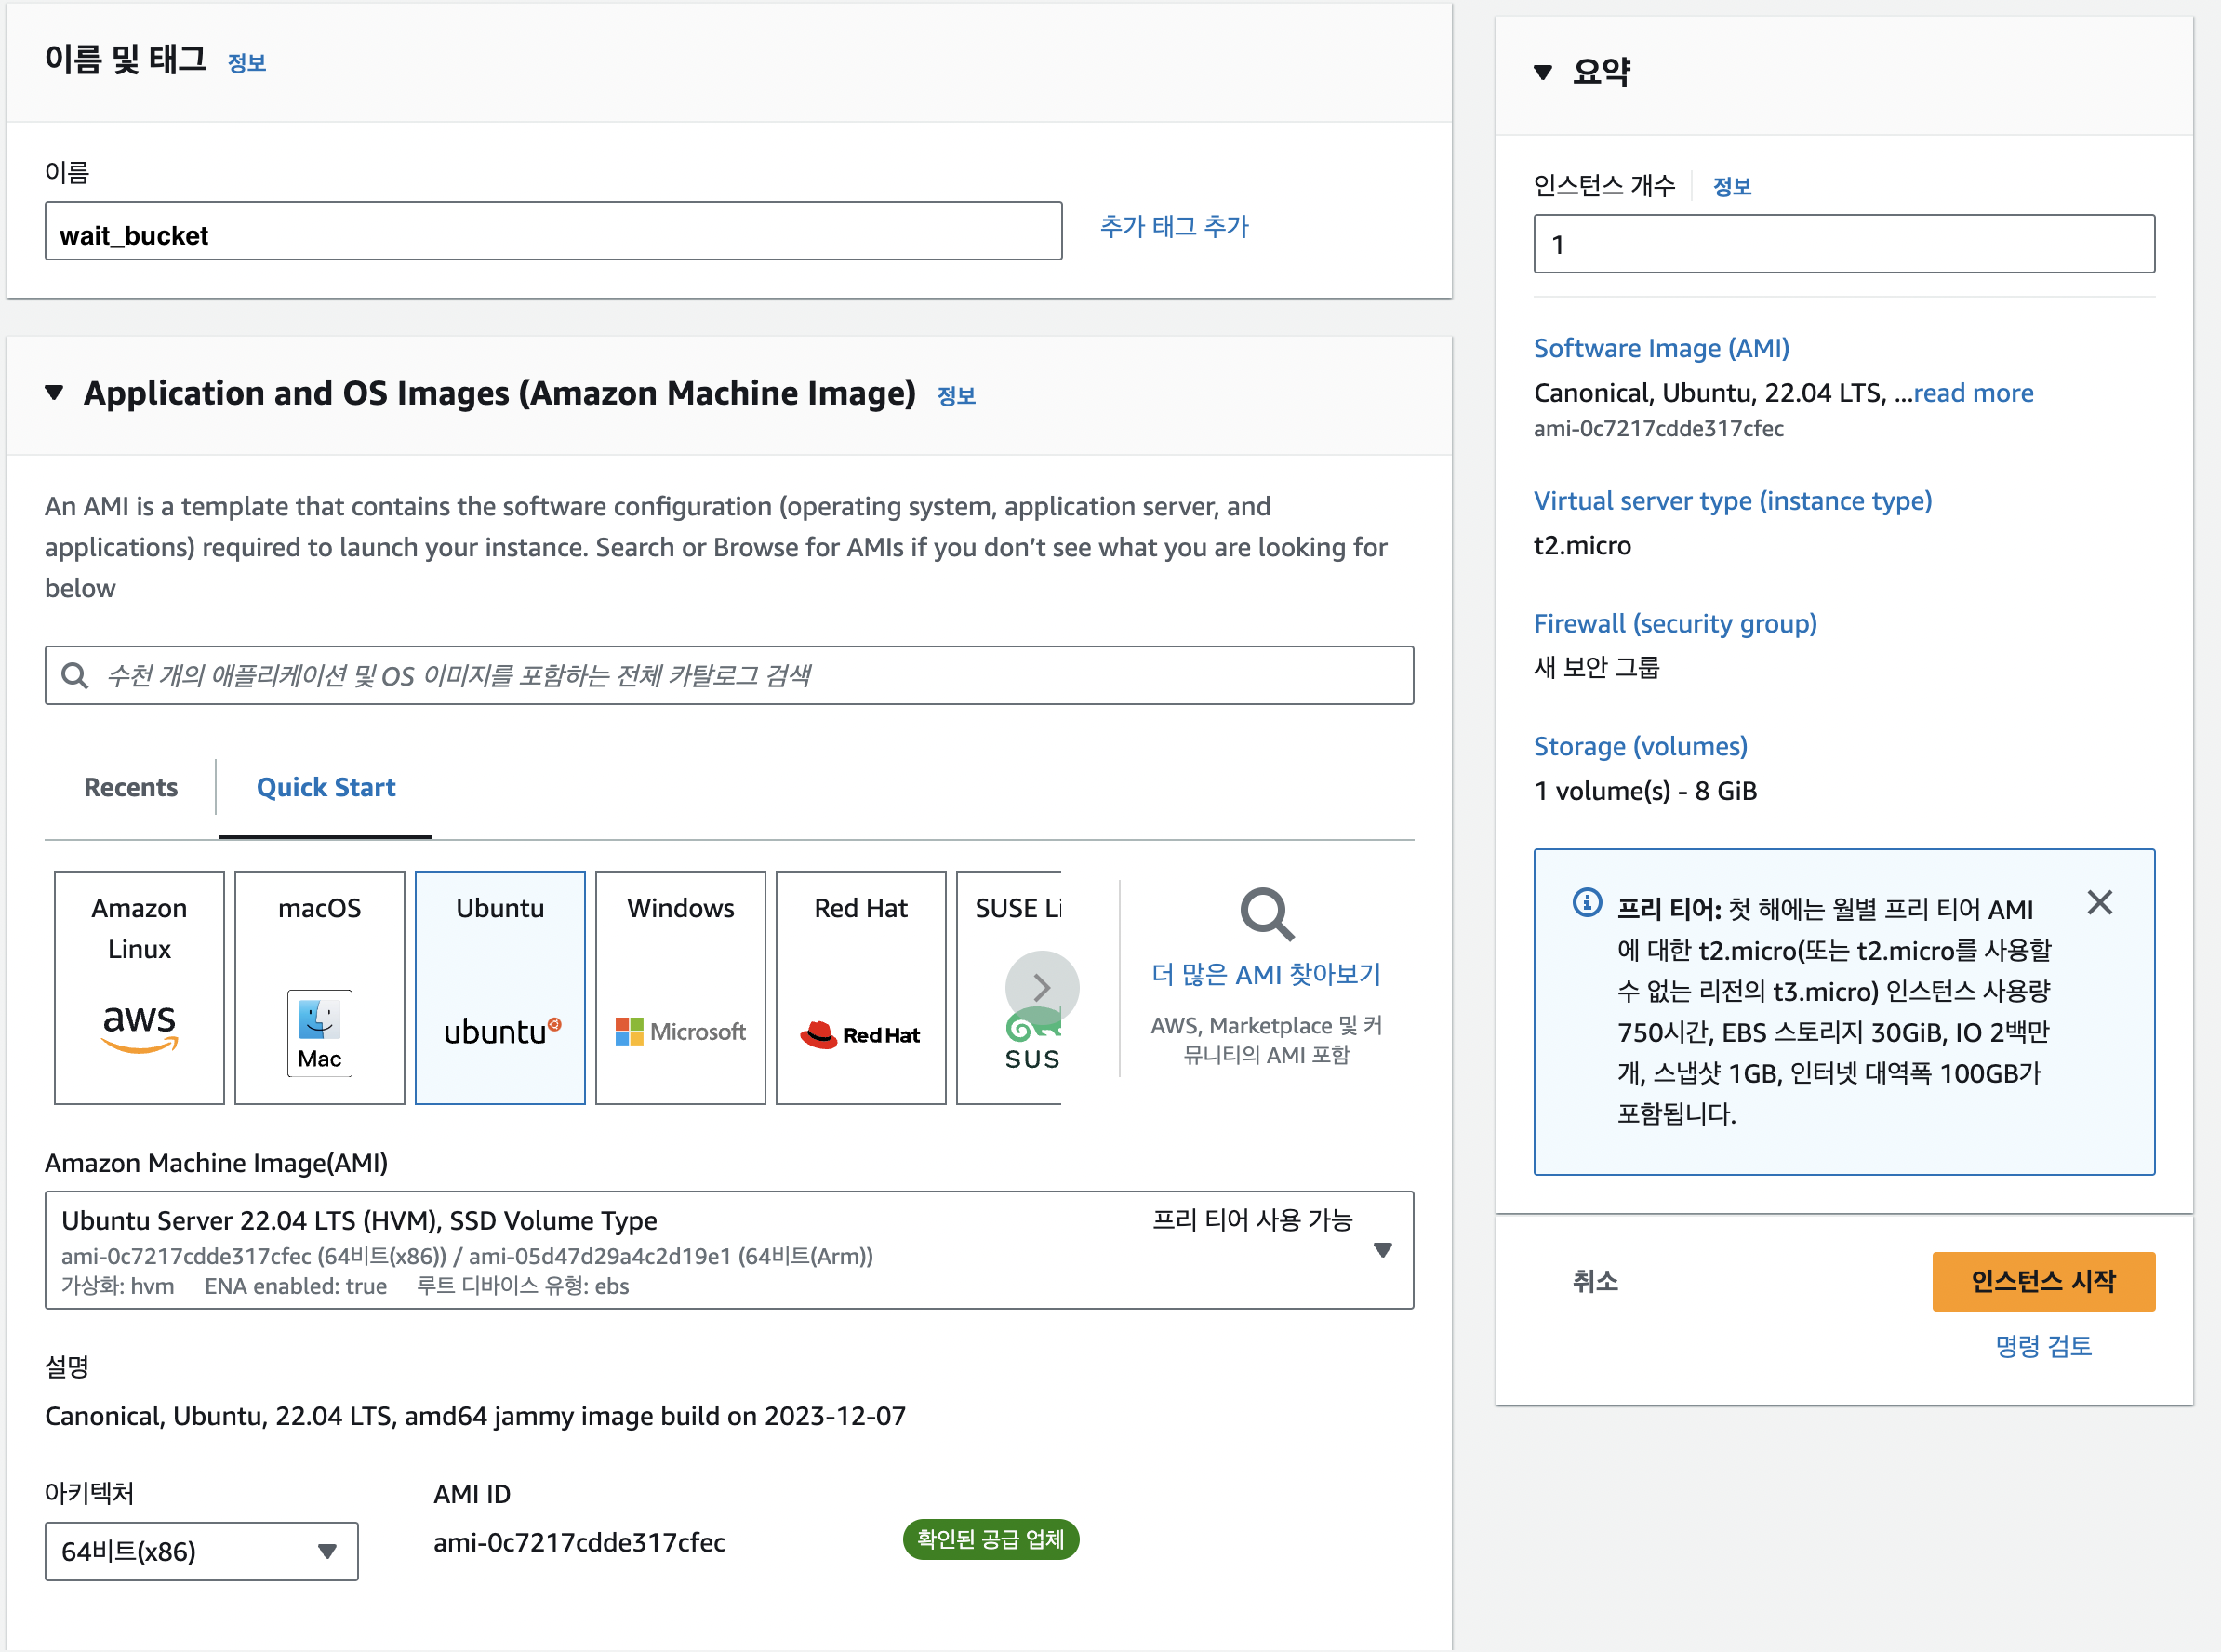 이름 및 태그 정보
이름
wait_bucket
추가 태그 추가
Application and OS Images (Amazon Machine Image) 정보
An AMI is a template that contains the software configuration (operating system, application server, and
applications) required to launch your instance. Search or Browse for AMIs if you don’t see what you are looking for
below
수천 개의 애플리케이션 및 OS 이미지를 포함하는 전체 카탈로그 검색
Recents
Quick Start
Amazon
Linux
aws
macOS
Mac
Ubuntu
ubuntu
Windows
Microsoft
Red Hat
Red Hat
SUSE Li
SUS
더 많은 AMI 찾아보기
AWS, Marketplace 및 커
뮤니티의 AMI 포함
Amazon Machine Image(AMI)
Ubuntu Server 22.04 LTS (HVM), SSD Volume Type
프리 티어 사용 가능
ami-0c7217cdde317cfec (64비트(x86)) / ami-05d47d29a4c2d19e1 (64비트(Arm))
가상화: hvm ENA enabled: true 루트 디바이스 유형: ebs
설명
Canonical, Ubuntu, 22.04 LTS, amd64 jammy image build on 2023-12-07
아키텍처
64비트(x86)
AMI ID
ami-0c7217cdde317cfec
확인된 공급 업체
요약
인스턴스 개수 정보
1
Software Image (AMI)
Canonical, Ubuntu, 22.04 LTS, ...read more
ami-0c7217cdde317cfec
Virtual server type (instance type)
t2.micro
Firewall (security group)
새 보안 그룹
Storage (volumes)
1 volume(s) - 8 GiB
프리 티어: 첫 해에는 월별 프리 티어 AMI
에 대한 t2.micro(또는 t2.micro를 사용할
수 없는 리전의 t3.micro) 인스턴스 사용량
750시간, EBS 스토리지 30GiB, IO 2백만
개, 스냅샷 1GB, 인터넷 대역폭 100GB가
포함됩니다.
취소
인스턴스 시작
명령 검토